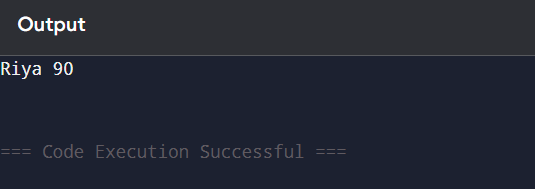 Output
Riya 90
=== Code Execution Successful ===